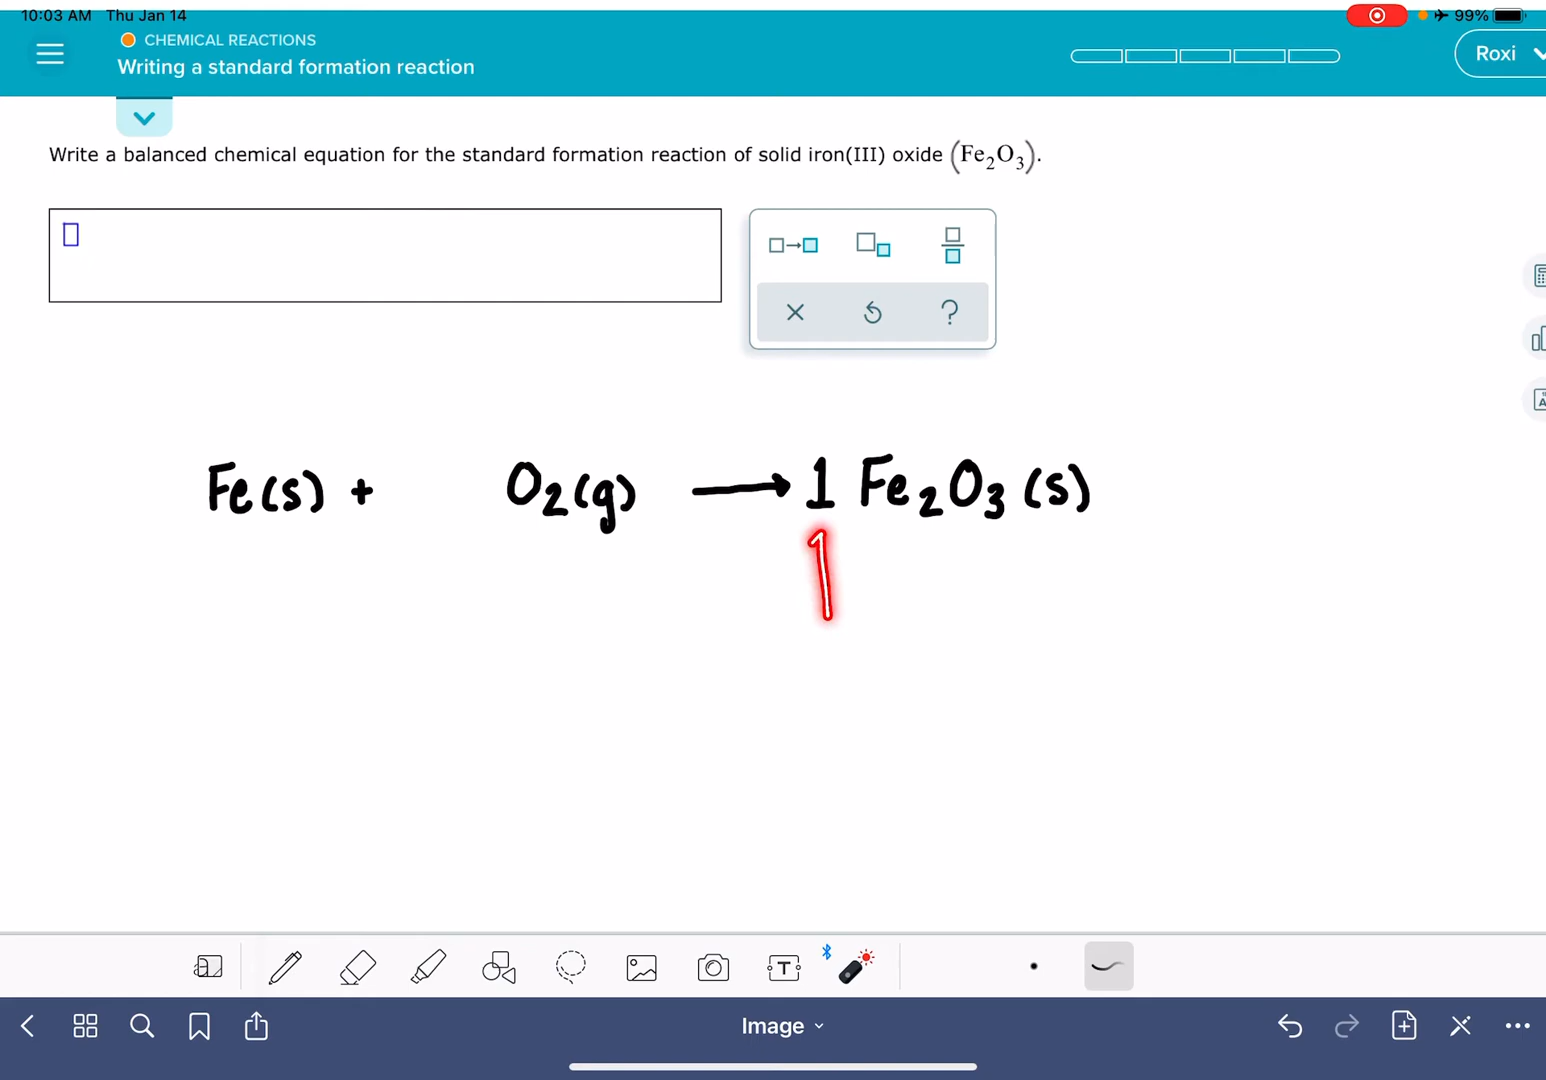 10:03 AM Thu Jan 14
99%
CHEMICAL REACTIONS
Writing a standard formation reaction
Roxi
Write a balanced chemical equation for the standard formation reaction of solid iron(III) oxide (Fe₂O₃).
?
Fe(s) + O₂(g) → 1 Fe₂O₃(s)
1
T
Image